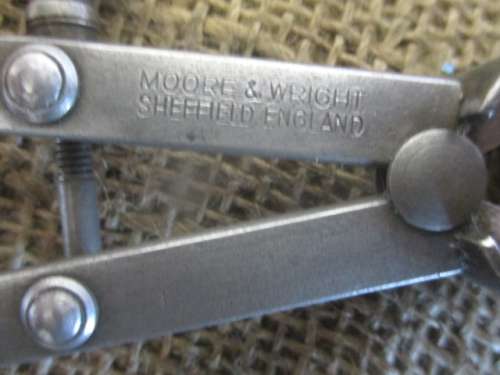 MOORE & WRIGHT
SHEFFIELD ENGLAND